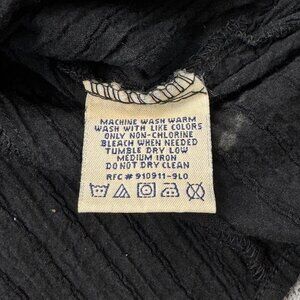 MACHINE WASH WARM
WASH WITH LIKE COLORS
ONLY NON-CHLORINE
BLEACH WHEN NEEDED
TUMBLE DRY LOW
MEDIUM IRON
DO NOT DRY CLEAN
RFC # 910911-9L0